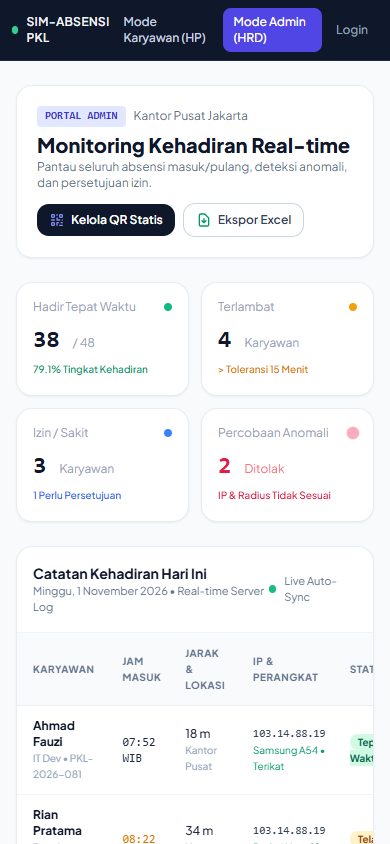 SIM-ABSENSI
PKL
Mode
Karyawan (HP)
Mode Admin
(HRD)
Login
PORTAL ADMIN
Kantor Pusat Jakarta
Monitoring Kehadiran Real-time
Pantau seluruh absensi masuk/pulang, deteksi anomali,
dan persetujuan izin.
Kelola QR Statis
Ekspor Excel
Hadir Tepat Waktu
38 / 48
79.1% Tingkat Kehadiran
Terlambat
4 Karyawan
> Toleransi 15 Menit
Izin / Sakit
3 Karyawan
1 Perlu Persetujuan
Percobaan Anomali
2 Ditolak
IP & Radius Tidak Sesuai
Catatan Kehadiran Hari Ini
Minggu, 1 November 2026 • Real-time Server
Log
Live Auto-
Sync
KARYAWAN
JAM
MASUK
JARAK
&
LOKASI
IP &
PERANGKAT
Ahmad
Fauzi
IT Dev • PKL-
2026-081
07:52
WIB
18 m
Kantor
Pusat
103.14.88.19
Samsung A54 •
Terikat
Rian
Pratama
08:22
34 m
103.14.88.19